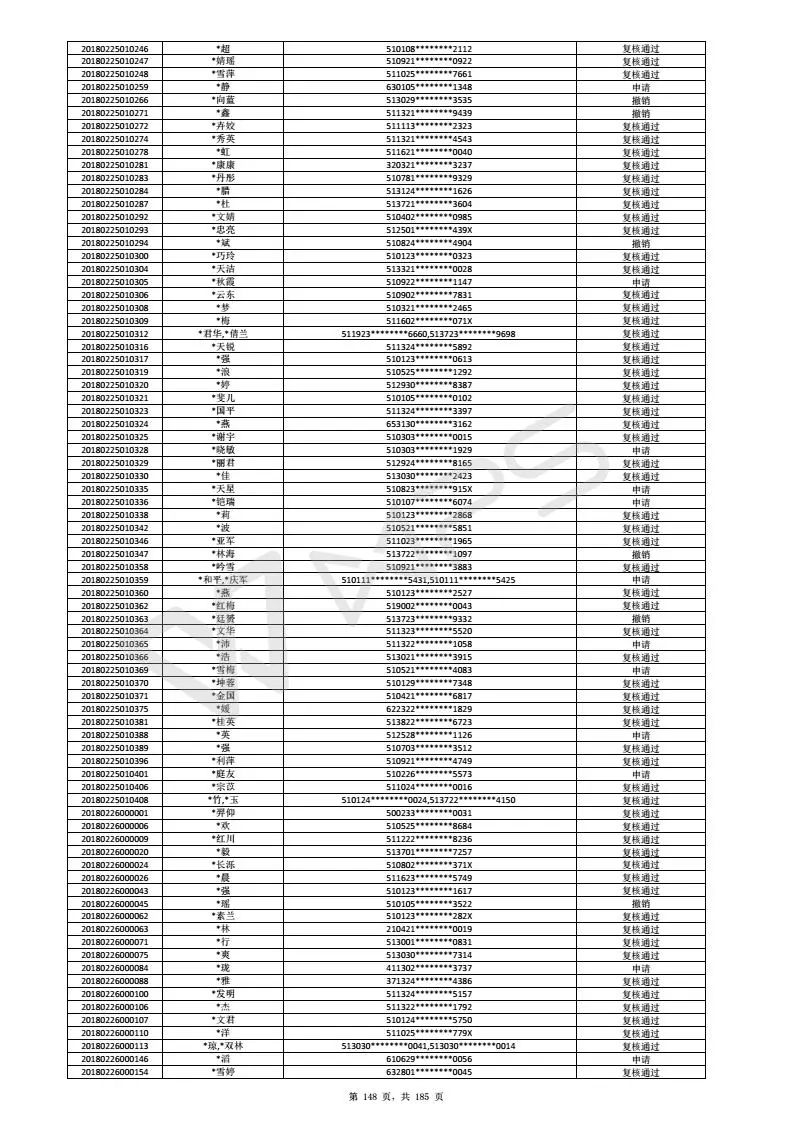 20180225010246 *超 510108********2112 复核通过
20180225010247 *婧瑶 510921********0922 复核通过
20180225010248 *雪萍 511025********7661 复核通过
20180225010259 *静 630105********1348 申请
20180225010266 *向蓝 513029********3535 撤销
20180225010271 *鑫 511321********9439 撤销
20180225010272 *卉姣 511113********2323 复核通过
20180225010274 *秀英 511321********4543 复核通过
20180225010278 *虹 511621********0040 复核通过
20180225010281 *康康 320321********3237 复核通过
20180225010283 *丹彤 510781********9329 复核通过
20180225010284 *腊 513124********1626 复核通过
20180225010287 *杜 513721********3604 复核通过
20180225010292 *文婧 510402********0985 复核通过
20180225010293 *忠亮 512501********439X 复核通过
20180225010294 *斌 510824********4904 撤销
20180225010300 *巧玲 510123********0323 复核通过
20180225010304 *天洁 513321********0028 复核通过
20180225010305 *秋霞 510922********1147 申请
20180225010306 *云东 510902********7831 复核通过
20180225010308 *梦 510321********2465 复核通过
20180225010309 *梅 511602********071X 复核通过
20180225010312 *君华,*倩兰 511923********6660,513723********9698 复核通过
20180225010316 *天锐 511324********5892 复核通过
20180225010317 *强 510123********0613 复核通过
20180225010319 *浪 510525********1292 复核通过
20180225010320 *婷 512930********8387 复核通过
20180225010321 *斐儿 510105********0102 复核通过
20180225010323 *国平 511324********3397 复核通过
20180225010324 *燕 653130********3162 复核通过
20180225010325 *谢宇 510303********0015 复核通过
20180225010328 *晓敏 510303********1929 申请
20180225010329 *丽君 512924********8165 复核通过
20180225010330 *佳 513030********2423 复核通过
20180225010335 *天星 510823********915X 申请
20180225010336 *铠瑞 510107********6074 申请
20180225010338 *莉 510123********2868 复核通过
20180225010342 *波 510521********5851 复核通过
20180225010346 *亚军 511023********1965 复核通过
20180225010347 *林海 513722********1097 撤销
20180225010358 *吟雪 510921********3883 复核通过
20180225010359 *和平,*庆军 510111********5431,510111********5425 申请
20180225010360 *燕 510123********2527 复核通过
20180225010362 *红梅 519002********0043 复核通过
20180225010363 *廷赟 513723********9332 撤销
20180225010364 *文华 511323********5520 复核通过
20180225010365 *沛 511322********1058 申请
20180225010366 *浩 513021********3915 复核通过
20180225010369 *雪梅 510521********4083 申请
20180225010370 *坤蓉 510129********7348 复核通过
20180225010371 *金国 510421********6817 复核通过
20180225010375 *媛 622322********1829 复核通过
20180225010381 *桂英 513822********6723 复核通过
20180225010388 *英 512528********1126 申请
20180225010389 *强 510703********3512 复核通过
20180225010396 *利萍 510921********4749 复核通过
20180225010401 *庭友 510226********5573 申请
20180225010406 *宗苡 511024********0016 复核通过
20180225010408 *竹,*玉 510124********0024,513722********4150 复核通过
20180226000001 *羿仰 500233********0031 复核通过
20180226000006 *欢 510525********8684 复核通过
20180226000009 *红川 511222********8236 复核通过
20180226000020 *毅 513701********7257 复核通过
20180226000024 *长泺 510802********371X 复核通过
20180226000026 *晨 511623********5749 复核通过
20180226000043 *强 510123********1617 复核通过
20180226000045 *瑶 510105********3522 撤销
20180226000062 *素兰 510123********282X 复核通过
20180226000063 *林 210421********0019 复核通过
20180226000071 *行 513001********0831 复核通过
20180226000075 *爽 513030********7314 复核通过
20180226000084 *珑 411302********3737 申请
20180226000088 *雅 371324********4386 复核通过
20180226000100 *发明 511324********5157 复核通过
20180226000106 *杰 511322********1792 复核通过
20180226000107 *文君 510124********5750 复核通过
20180226000110 *洋 511025********779X 复核通过
20180226000113 *琼,*双林 513030********0041,513030********0014 复核通过
20180226000146 *滔 610629********0056 申请
20180226000154 *雪婷 632801********0045 复核通过
第 148 页，共 185 页